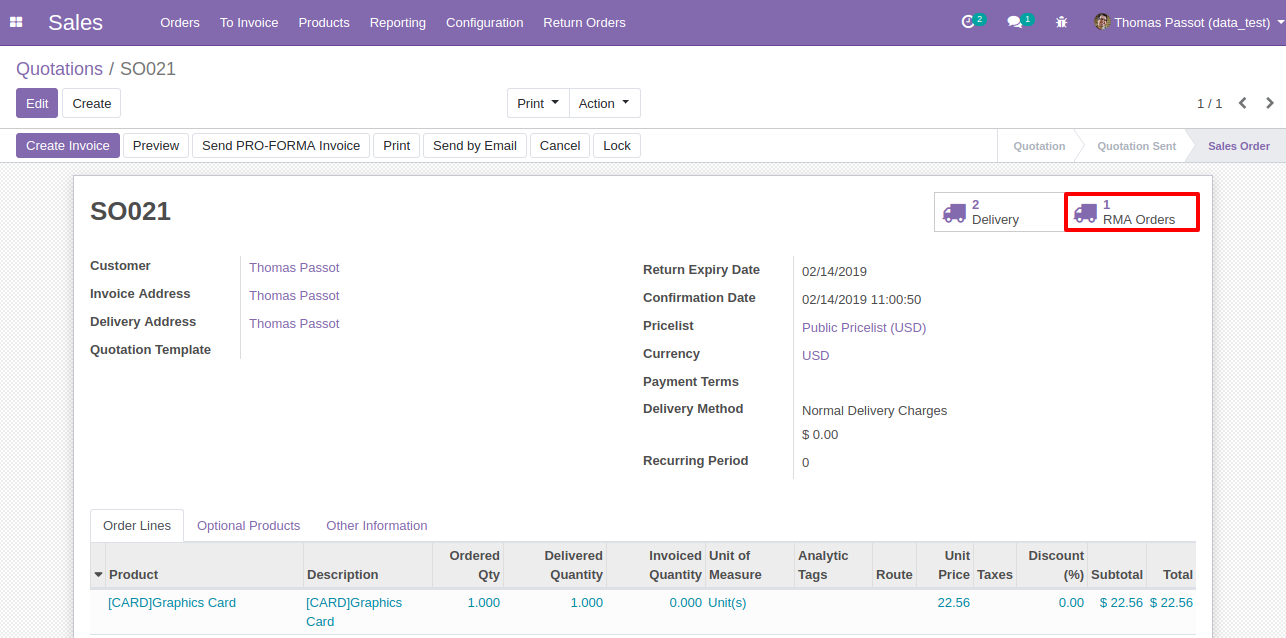 Sales Orders To Invoice Products Reporting Configuration Return Orders 2 1 Thomas Passot (data_test)
Quotations / SO021
Edit Create Print Action 1 / 1
Create Invoice Preview Send PRO-FORMA Invoice Print Send by Email Cancel Lock Quotation Quotation Sent Sales Order
SO021
2
Delivery
1
RMA Orders
Customer Thomas Passot
Invoice Address Thomas Passot
Delivery Address Thomas Passot
Quotation Template
Return Expiry Date 02/14/2019
Confirmation Date 02/14/2019 11:00:50
Pricelist Public Pricelist (USD)
Currency USD
Payment Terms
Delivery Method Normal Delivery Charges
$ 0.00
Recurring Period 0
Order Lines Optional Products Other Information
Product Description Ordered Qty Delivered Quantity Invoiced Quantity Unit of Measure Analytic Tags Route Unit Price Taxes Discount (%) Subtotal Total
[CARD]Graphics Card [CARD]Graphics Card 1.000 1.000 0.000 Unit(s) 22.56 0.00 $ 22.56 $ 22.56